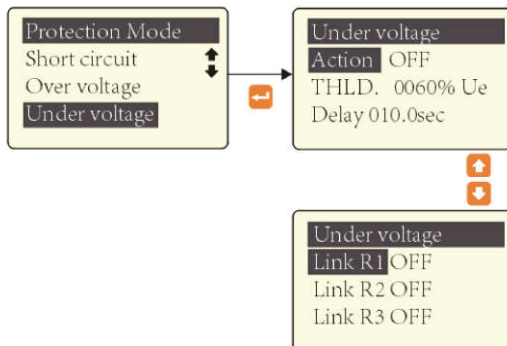 Protection Mode
Short circuit
Over voltage
Under voltage
Under voltage
Action OFF
THLD. 0060% Ue
Delay 010.0sec
Under voltage
Link R1 OFF
Link R2 OFF
Link R3 OFF